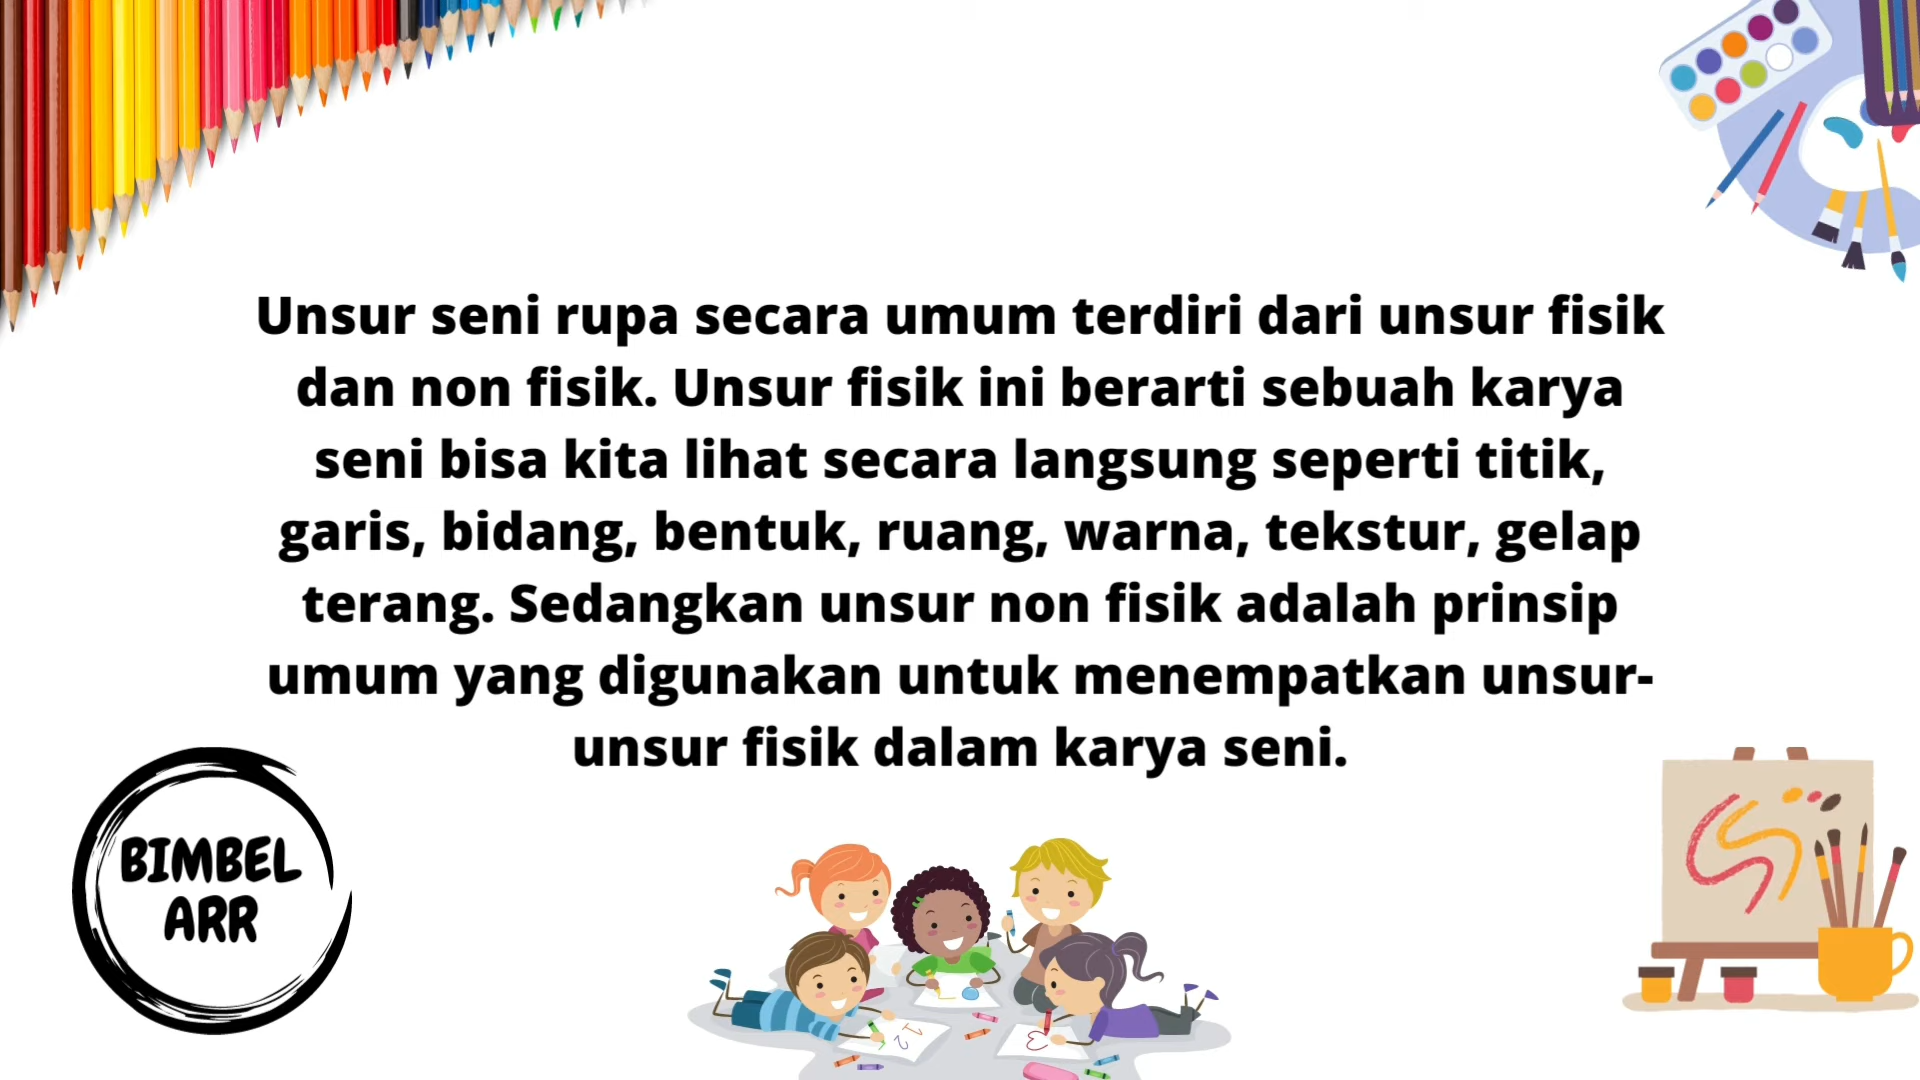 Unsur seni rupa secara umum terdiri dari unsur fisik
dan non fisik. Unsur fisik ini berarti sebuah karya
seni bisa kita lihat secara langsung seperti titik,
garis, bidang, bentuk, ruang, warna, tekstur, gelap
terang. Sedangkan unsur non fisik adalah prinsip
umum yang digunakan untuk menempatkan unsur-
unsur fisik dalam karya seni.
BIMBEL
ARR